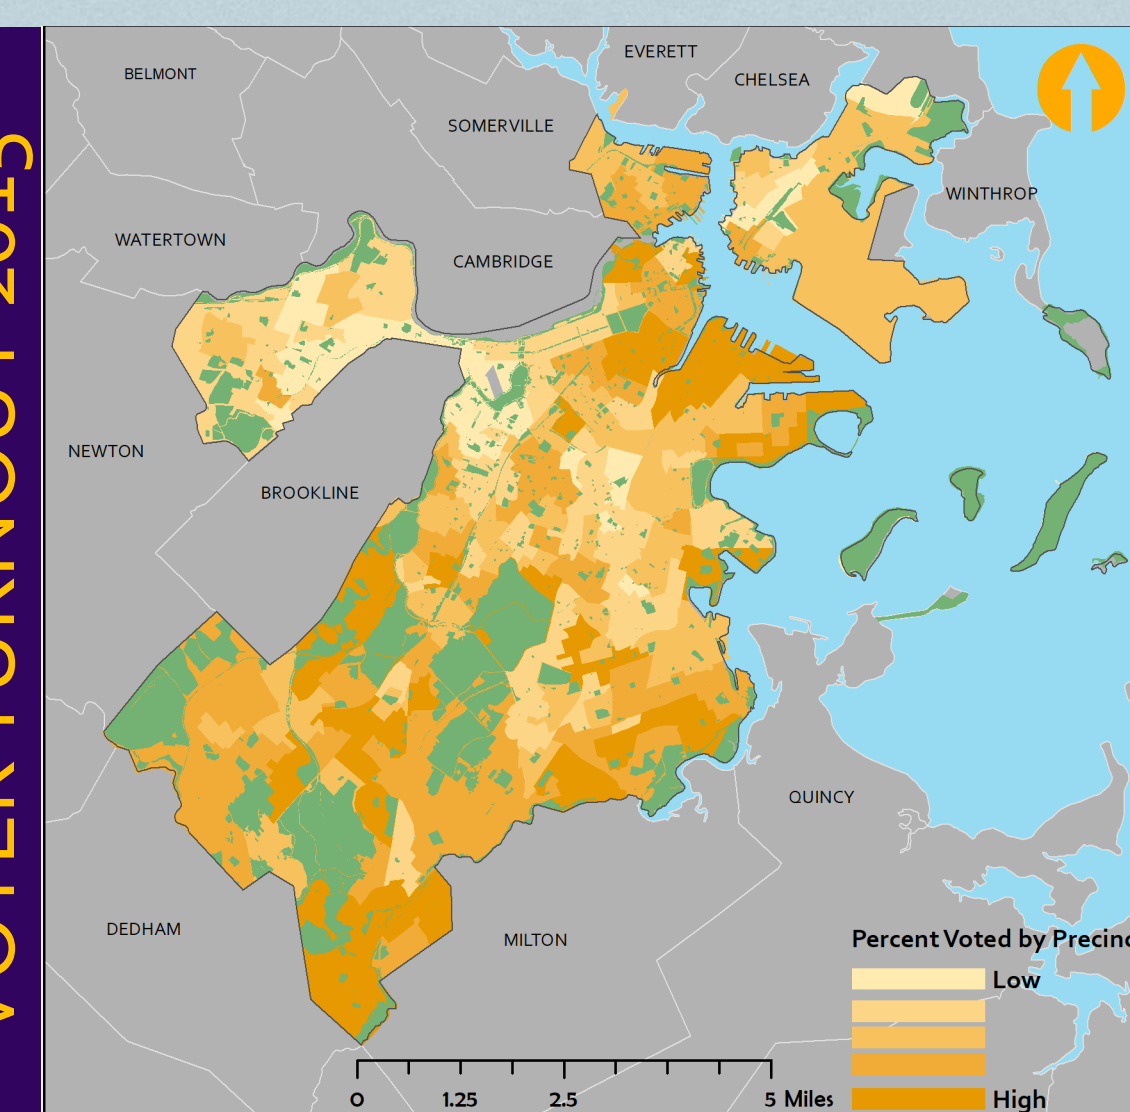 VOTER TURNOUT 2015
EVERETT
BELMONT
CHELSEA
SOMERVILLE
WINTHROP
WATERTOWN
CAMBRIDGE
NEWTON
BROOKLINE
QUINCY
DEDHAM
MILTON
Percent Voted by Precinc
Low
High
0 1.25 2.5 5 Miles